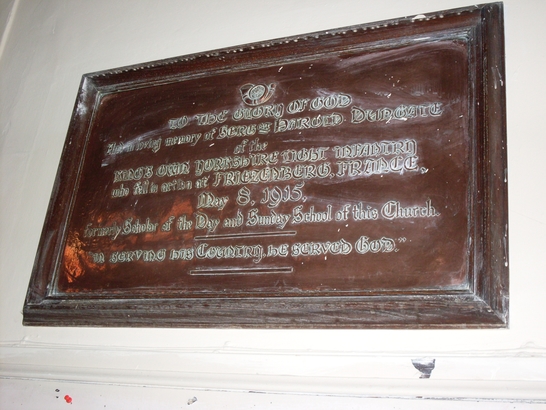 TO THE GLORY OF GOD
And in loving memory of SERGT HAROLD DUNGATE
of the
KING'S OWN YORKSHIRE LIGHT INFANTRY
who fell in action at FRIEZENBERG, FRANCE,
May 8, 1915,
Formerly Scholar of the Day and Sunday School of this Church.
"IN SERVING HIS COUNTRY, HE SERVED GOD."